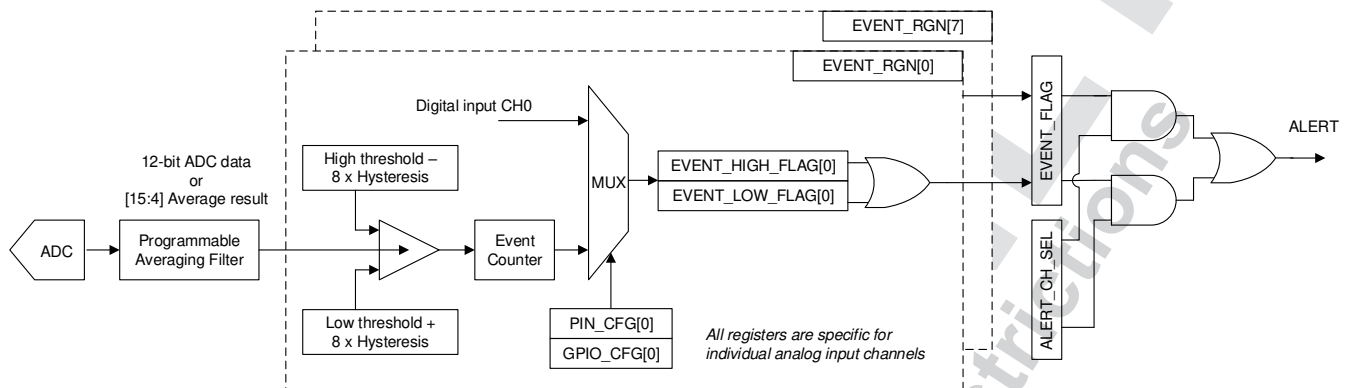 EVENT_RGN[7]
EVENT_RGN[0]
Digital input CH0
ALERT
12-bit ADC data
or
[15:4] Average result
High threshold –
8 x Hysteresis
MUX
EVENT_HIGH_FLAG[0]
EVENT_LOW_FLAG[0]
EVENT_FLAG
ADC
Programmable
Averaging Filter
Event
Counter
Low threshold +
8 x Hysteresis
PIN_CFG[0]
GPIO_CFG[0]
All registers are specific for
individual analog input channels
ALERT_CH_SEL
strictions